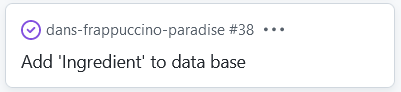 dans-frappuccino-paradise #38 •••
Add 'Ingredient' to data base